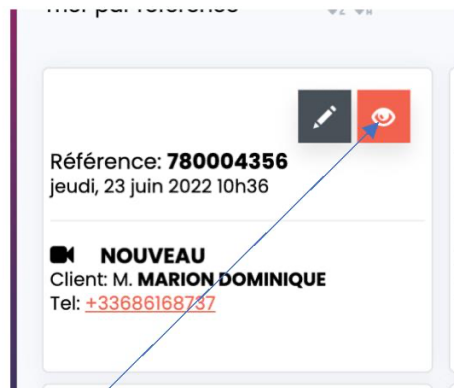 Référence: 780004356
jeudi, 23 juin 2022 10h36
NOUVEAU
Client: M. MARION DOMINIQUE
Tel: +33686168737